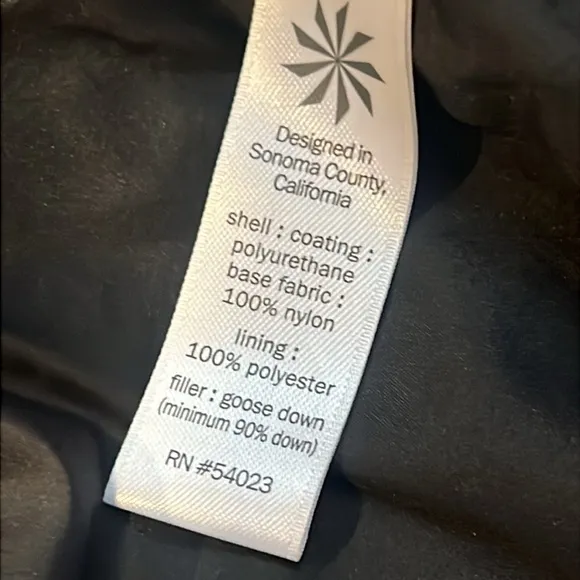 Designed in
Sonoma County,
California
shell : coating :
polyurethane
base fabric :
100% nylon
lining :
100% polyester
filler : goose down
(minimum 90% down)
RN #54023